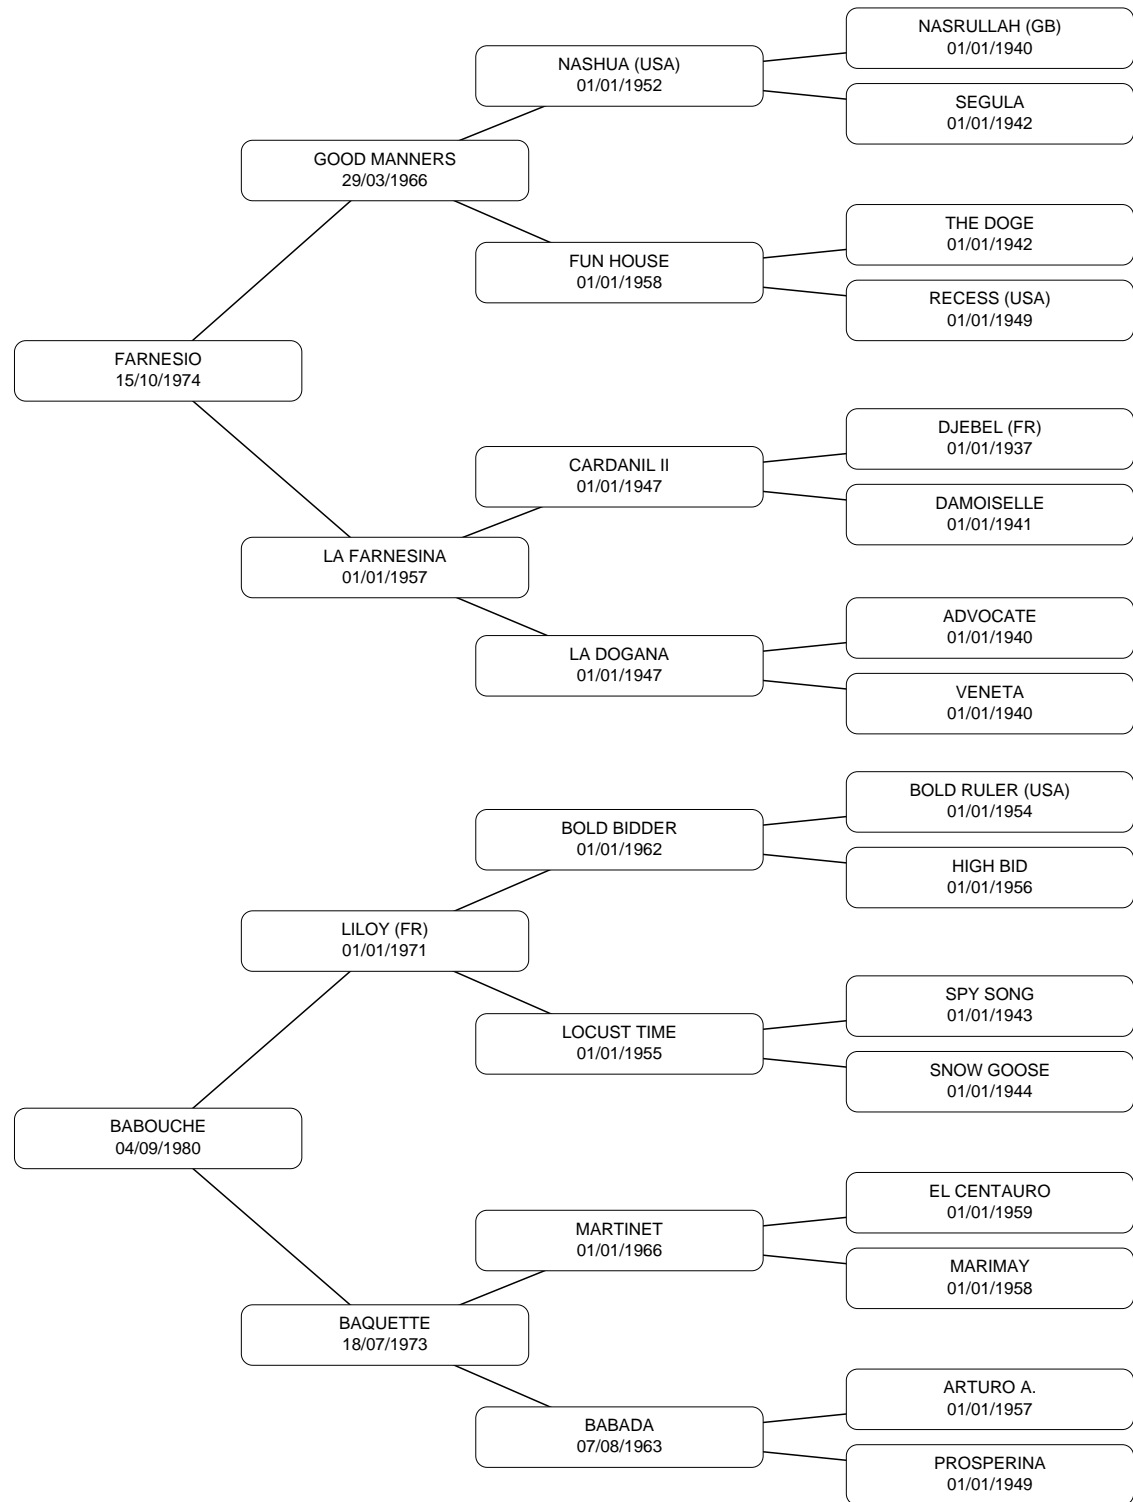 NASRULLAH (GB)
01/01/1940
NASHUA (USA)
01/01/1952
SEGULA
01/01/1942
GOOD MANNERS
29/03/1966
THE DOGE
01/01/1942
FUN HOUSE
01/01/1958
RECESS (USA)
01/01/1949
FARNESIO
15/10/1974
DJEBEL (FR)
01/01/1937
CARDANIL II
01/01/1947
DAMOISELLE
01/01/1941
LA FARNESINA
01/01/1957
ADVOCATE
01/01/1940
LA DOGANA
01/01/1947
VENETA
01/01/1940
BOLD RULER (USA)
01/01/1954
BOLD BIDDER
01/01/1962
HIGH BID
01/01/1956
LILOY (FR)
01/01/1971
SPY SONG
01/01/1943
LOCUST TIME
01/01/1955
SNOW GOOSE
01/01/1944
BABOUCHE
04/09/1980
EL CENTAURO
01/01/1959
MARTINET
01/01/1966
MARIMAY
01/01/1958
BAQUETTE
18/07/1973
ARTURO A.
01/01/1957
BABADA
07/08/1963
PROSPERINA
01/01/1949